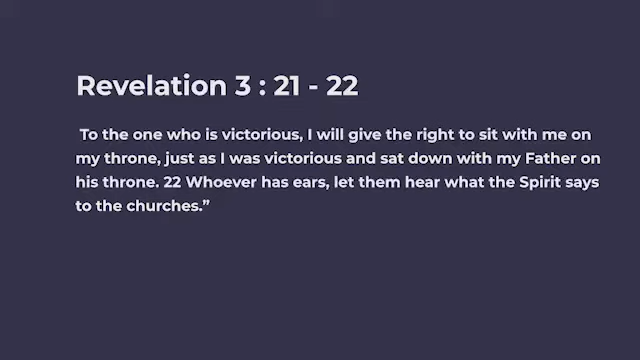 Revelation 3 : 21 - 22
To the one who is victorious, I will give the right to sit with me on
my throne, just as I was victorious and sat down with my Father on
his throne. 22 Whoever has ears, let them hear what the Spirit says
to the churches.”